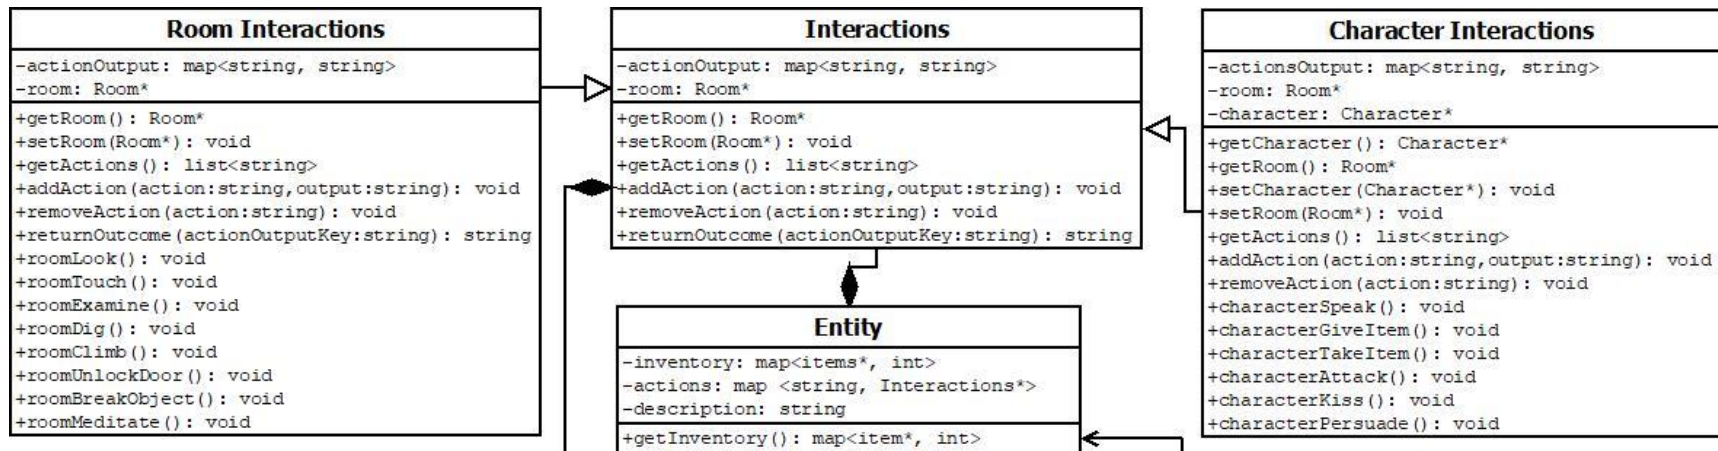 Room Interactions
-actionOutput: map<string, string>
-room: Room*
+getRoom(): Room*
+setRoom(Room*): void
+getActions(): list<string>
+addAction(action:string,output:string): void
+removeAction(action:string): void
+returnOutcome(actionOutputKey:string): string
+roomLook(): void
+roomTouch(): void
+roomExamine(): void
+roomDig(): void
+roomClimb(): void
+roomUnlockDoor(): void
+roomBreakObject(): void
+roomMeditate(): void
Interactions
-actionOutput: map<string, string>
-room: Room*
+getRoom(): Room*
+setRoom(Room*): void
+getActions(): list<string>
+addAction(action:string,output:string): void
+removeAction(action:string): void
+returnOutcome(actionOutputKey:string): string
Entity
-inventory: map<items*, int>
-actions: map <string, Interactions*>
-description: string
+getInventory(): map<item*, int>
Character Interactions
-actionsOutput: map<string, string>
-room: Room*
-character: Character*
+getCharacter(): Character*
+getRoom(): Room*
+setCharacter(Character*): void
+setRoom(Room*): void
+getActions(): list<string>
+addAction(action:string,output:string): void
+removeAction(action:string): void
+characterSpeak(): void
+characterGiveItem(): void
+characterTakeItem(): void
+characterAttack(): void
+characterKiss(): void
+characterPersuade(): void